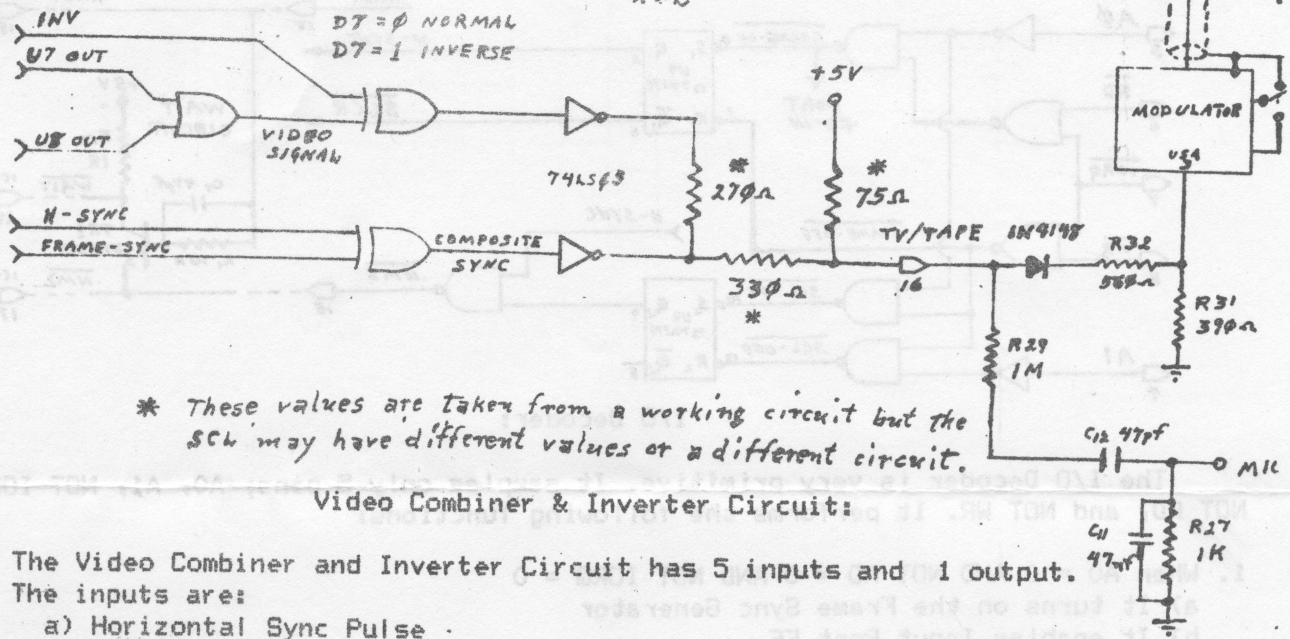 INV
D7 = 0 NORMAL
D7 = 1 INVERSE
U7 OUT
U8 OUT
VIDEO
SIGNAL
+5V
MODULATOR
UE4
74LS03
*
270Ω
*
75Ω
H-SYNC
FRAME-SYNC
COMPOSITE
SYNC
330Ω
*
TV/TAPE
16
1N4148
R32
560Ω
R31
390Ω
R29
1M
* These values are taken from a working circuit but the
SCL may have different values or a different circuit.
C12 47pf
MIC
C11
R27
1K
Video Combiner & Inverter Circuit:
The Video Combiner and Inverter Circuit has 5 inputs and 1 output.
The inputs are:
a) Horizontal Sync Pulse